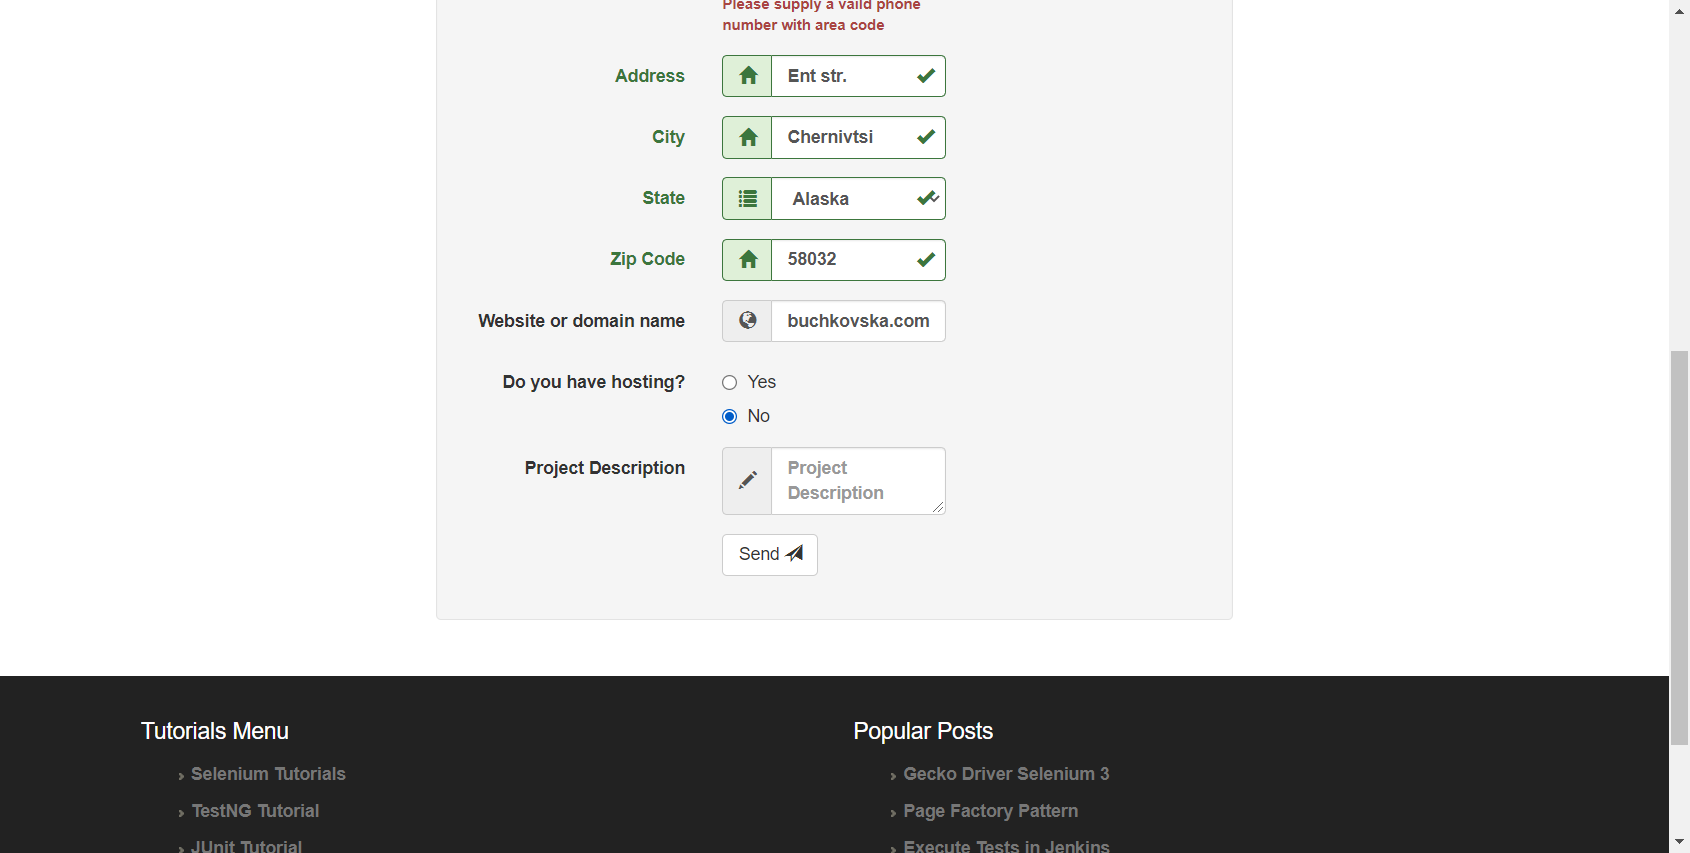 Please supply a vaild phone
number with area code
Address Ent str.
City Chernivtsi
State Alaska
Zip Code 58032
Website or domain name buchkovska.com
Do you have hosting? Yes
No
Project Description Project
Description
Send
Tutorials Menu
Selenium Tutorials
TestNG Tutorial
JUnit Tutorial
Popular Posts
Gecko Driver Selenium 3
Page Factory Pattern
Execute Tests in Jenkins